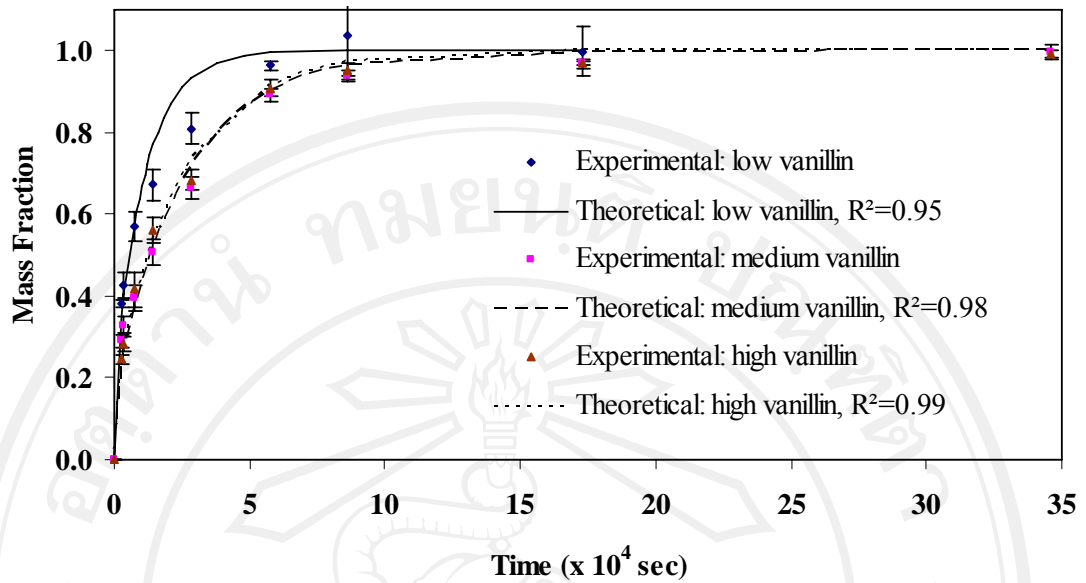 Mass Fraction
1.0
0.8
0.6
0.4
0.2
0.0
0 5 10 15 20 25 30 35
Time (x 10⁴ sec)
Experimental: low vanillin
Theoretical: low vanillin, R²=0.95
Experimental: medium vanillin
Theoretical: medium vanillin, R²=0.98
Experimental: high vanillin
Theoretical: high vanillin, R²=0.99